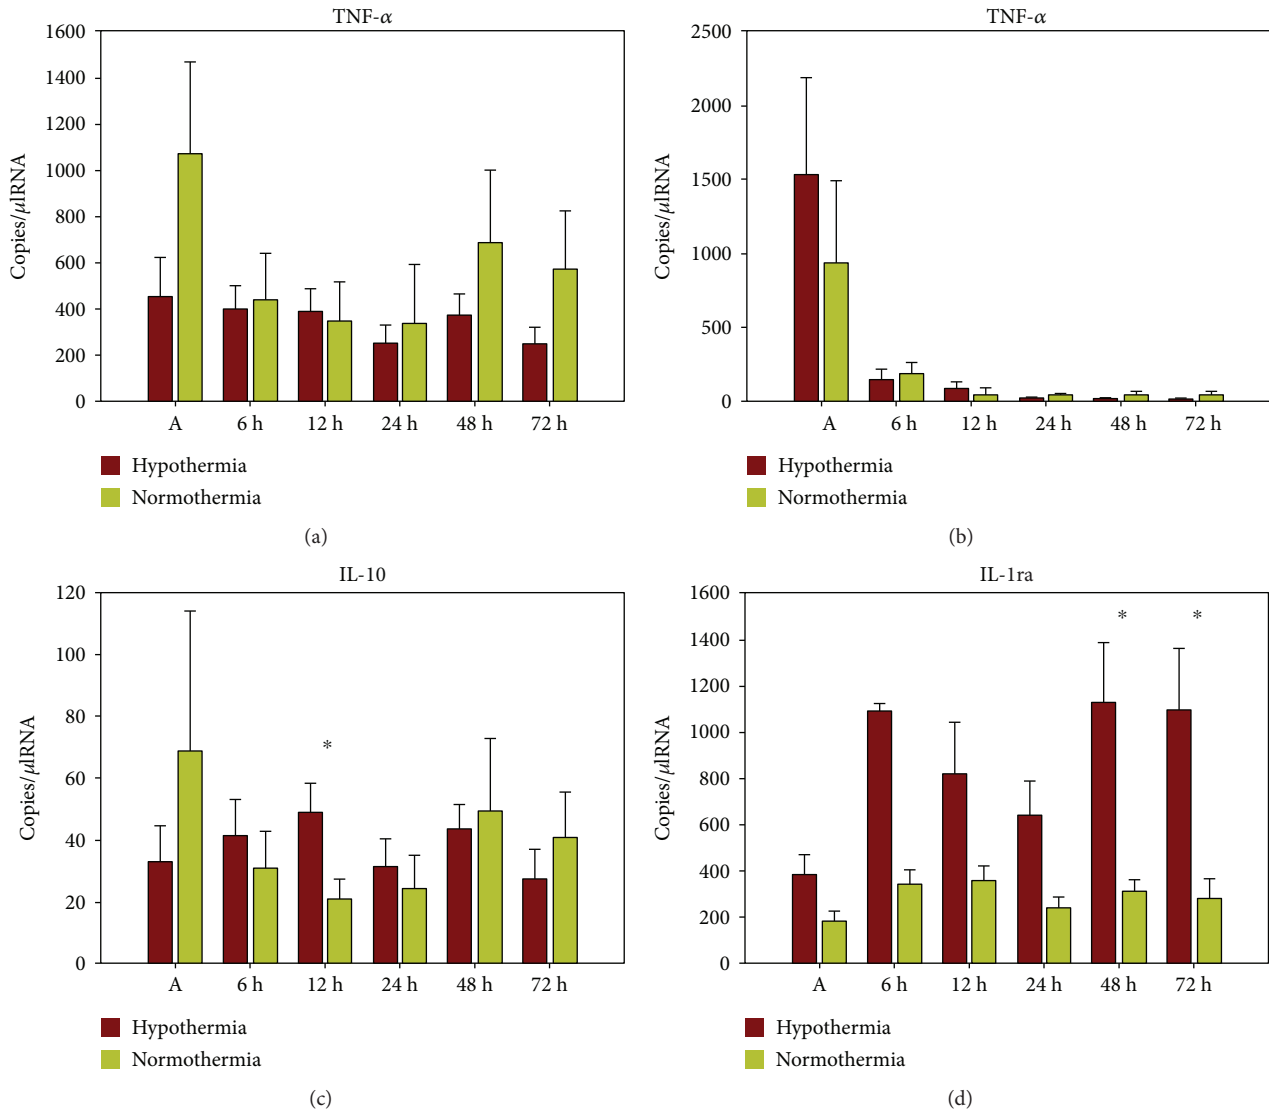 TNF-α
1600
1400
1200
1000
800
600
400
200
0
Copies/μlRNA
A 6 h 12 h 24 h 48 h 72 h
Hypothermia
Normothermia
(a)
TNF-α
2500
2000
1500
1000
500
0
Copies/μlRNA
A 6 h 12 h 24 h 48 h 72 h
Hypothermia
Normothermia
(b)
IL-10
120
100
80
60
40
20
0
Copies/μlRNA
*
A 6 h 12 h 24 h 48 h 72 h
Hypothermia
Normothermia
(c)
IL-1ra
1600
1400
1200
1000
800
600
400
200
0
Copies/μlRNA
* *
A 6 h 12 h 24 h 48 h 72 h
Hypothermia
Normothermia
(d)